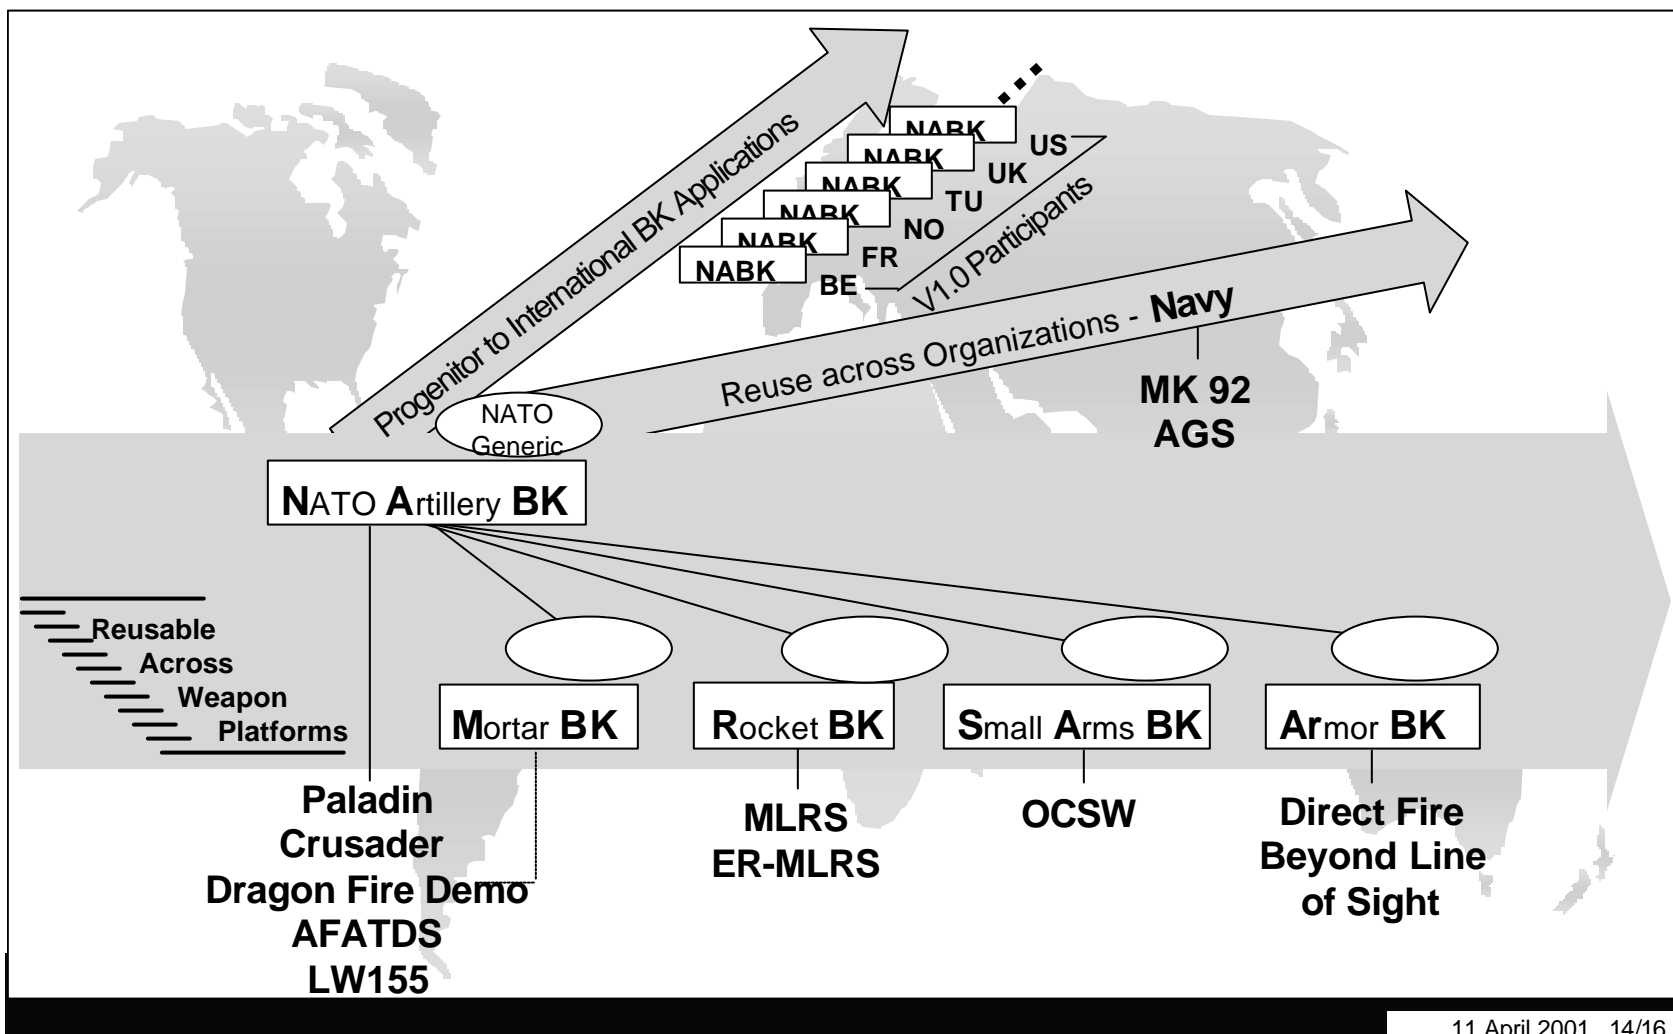 Progenitor to International BK Applications
NABK
NABK
NABK
NABK
NABK
NABK
US
UK
TU
NO
FR
BE
V1.0 Participants
Reuse across Organizations - Navy
MK 92
AGS
NATO
Generic
NATO Artillery BK
Reusable
Across
Weapon
Platforms
Mortar BK
Rocket BK
Small Arms BK
Armor BK
Paladin
Crusader
Dragon Fire Demo
AFATDS
LW155
MLRS
ER-MLRS
OCSW
Direct Fire
Beyond Line
of Sight
11 April 2001 14/16